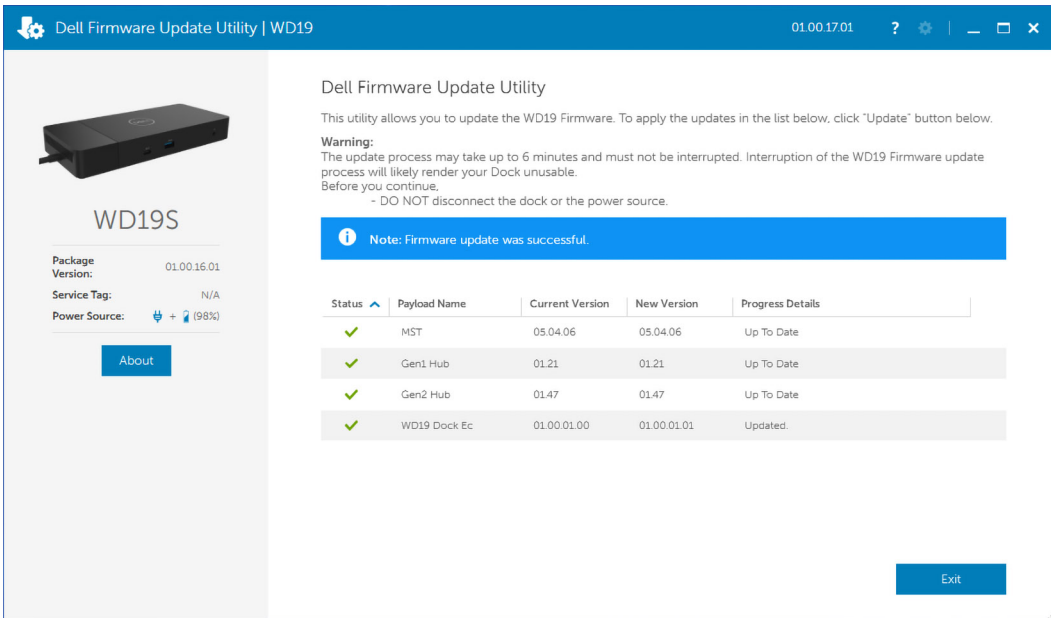 Dell Firmware Update Utility | WD19
01.00.17.01
?
Dell Firmware Update Utility
This utility allows you to update the WD19 Firmware. To apply the updates in the list below, click "Update" button below.
Warning:
The update process may take up to 6 minutes and must not be interrupted. Interruption of the WD19 Firmware update
process will likely render your Dock unusable.
Before you continue,
- DO NOT disconnect the dock or the power source.
WD19S
Package Version: 01.00.16.01
Service Tag: N/A
Power Source: + (98%)
About
Note: Firmware update was successful.
Status Payload Name Current Version New Version Progress Details
MST 05.04.06 05.04.06 Up To Date
Gen1 Hub 01.21 01.21 Up To Date
Gen2 Hub 01.47 01.47 Up To Date
WD19 Dock Ec 01.00.01.00 01.00.01.01 Updated.
Exit